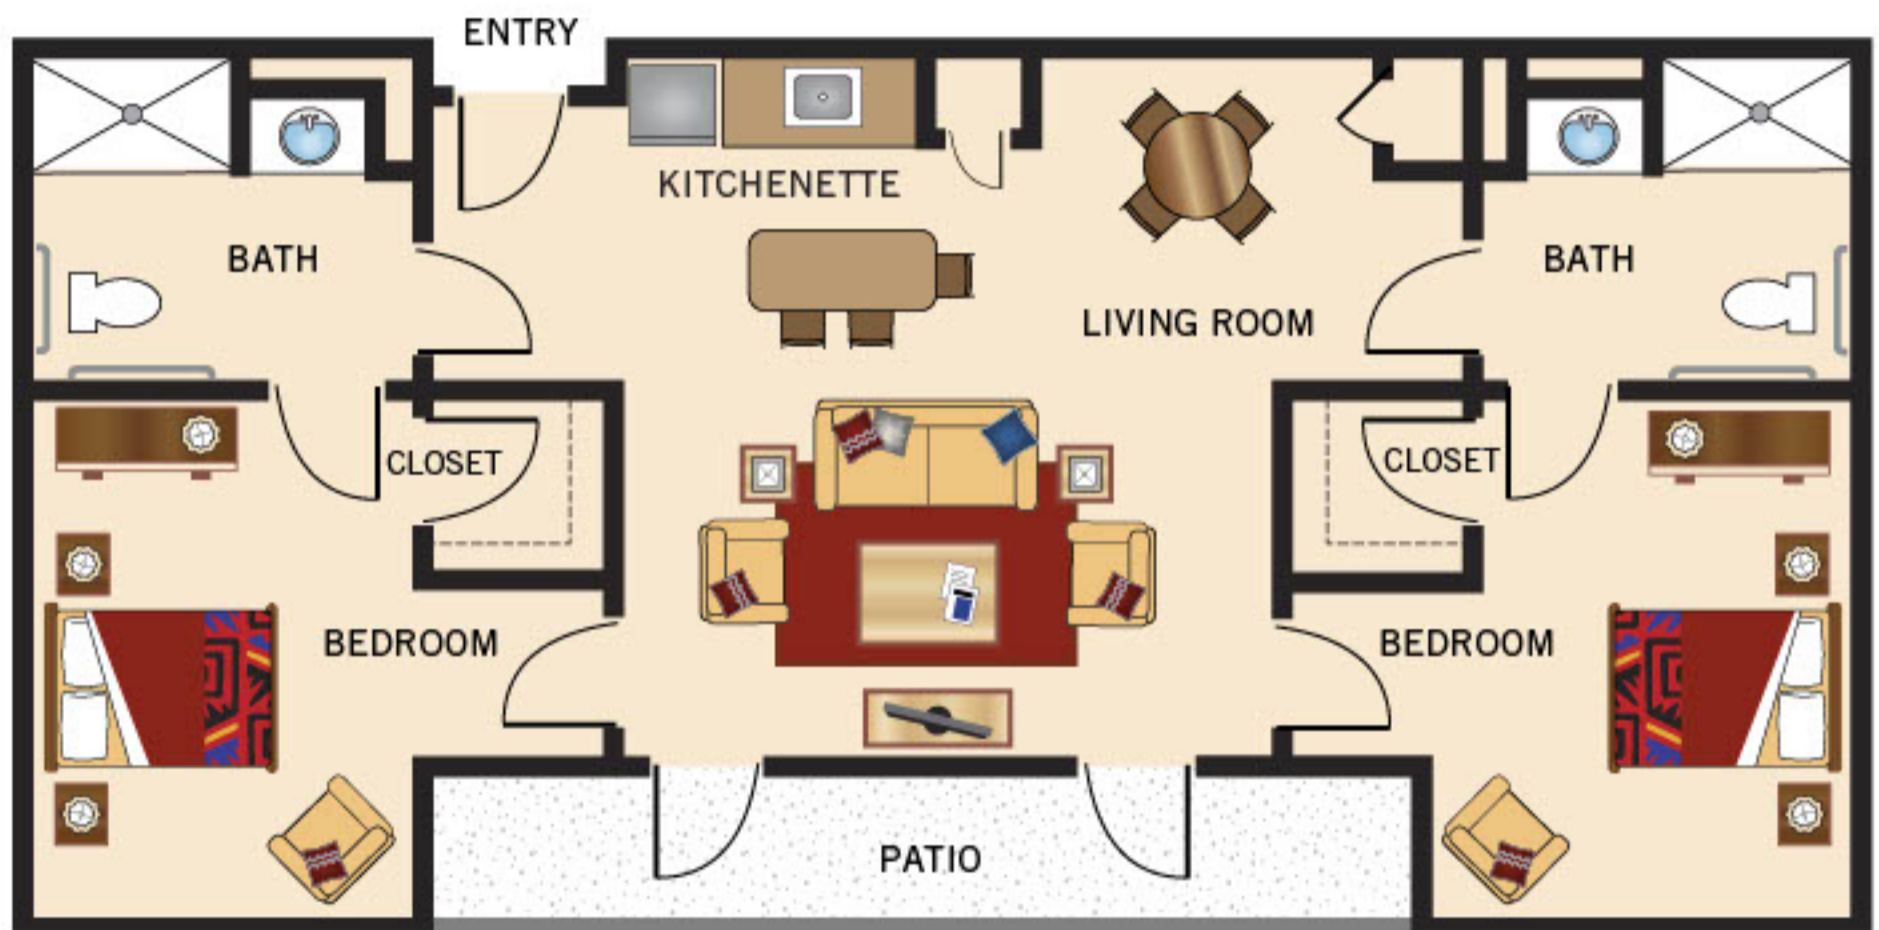 ENTRY
KITCHENETTE
BATH
BATH
LIVING ROOM
CLOSET
CLOSET
BEDROOM
BEDROOM
PATIO